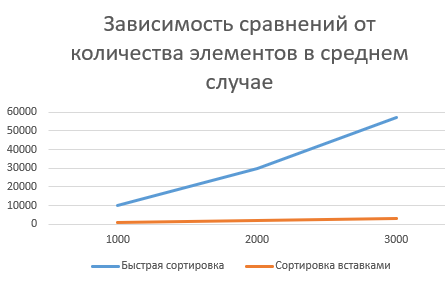 Зависимость сравнений от
количества элементов в среднем
случае
60000
50000
40000
30000
20000
10000
0
1000 2000 3000
Быстрая сортировка Сортировка вставками